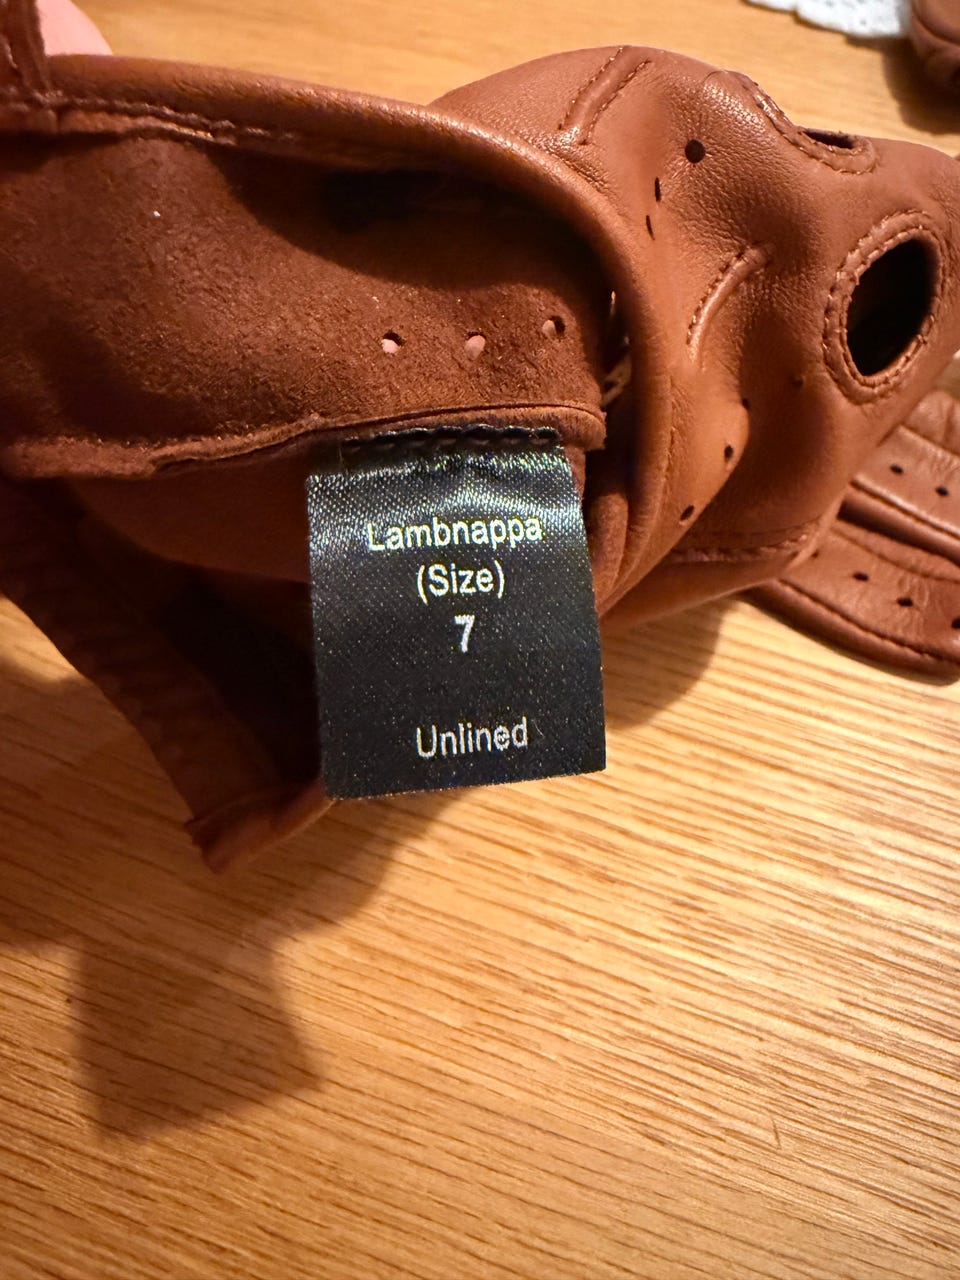 Lambnappa
(Size)
7
Unlined